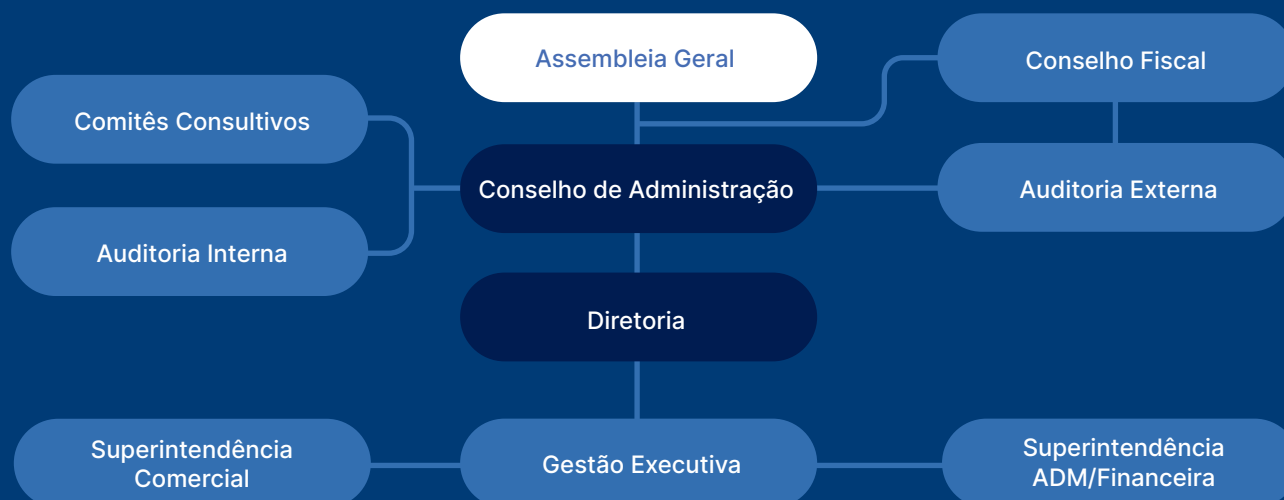 Assembleia Geral
Conselho Fiscal
Comitês Consultivos
Conselho de Administração
Auditoria Externa
Auditoria Interna
Diretoria
Superintendência
Comercial
Gestão Executiva
Superintendência
ADM/Financeira